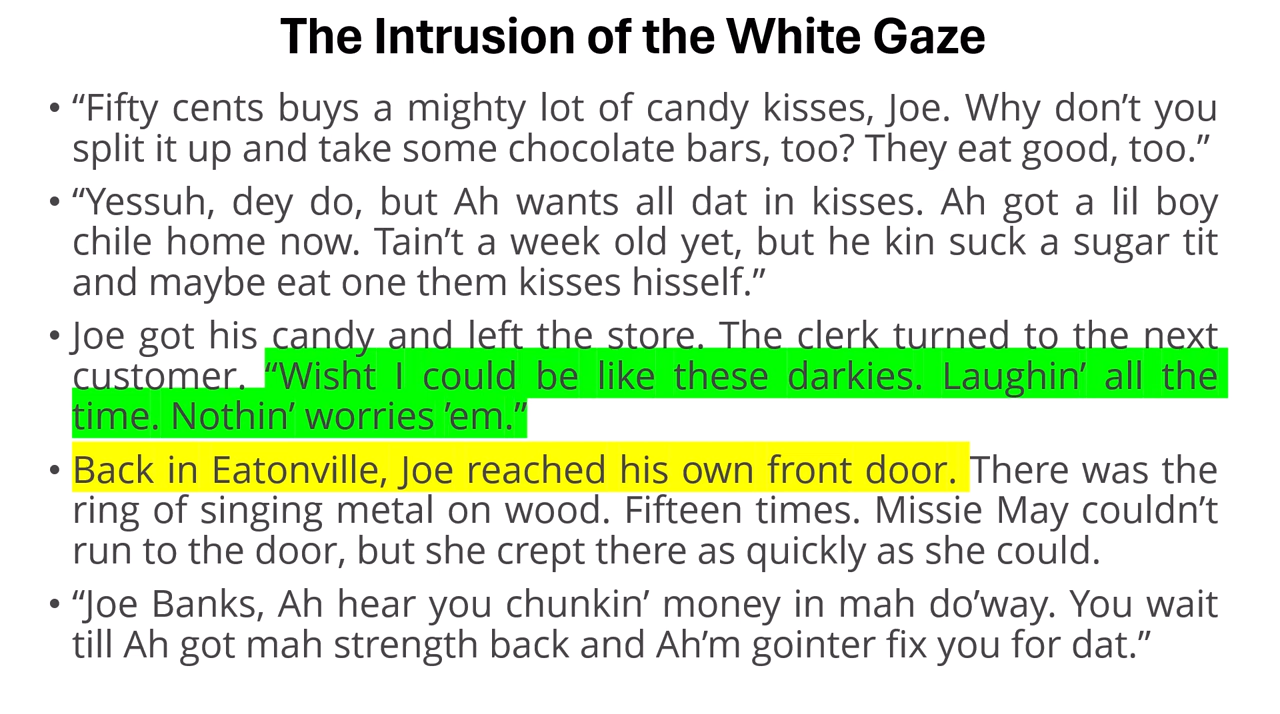 The Intrusion of the White Gaze
• “Fifty cents buys a mighty lot of candy kisses, Joe. Why don’t you
split it up and take some chocolate bars, too? They eat good, too.”
• “Yessuh, dey do, but Ah wants all dat in kisses. Ah got a lil boy
chile home now. Tain’t a week old yet, but he kin suck a sugar tit
and maybe eat one them kisses hisself.”
• Joe got his candy and left the store. The clerk turned to the next
customer. “Wisht I could be like these darkies. Laughin’ all the
time. Nothin’ worries ’em.”
• Back in Eatonville, Joe reached his own front door. There was the
ring of singing metal on wood. Fifteen times. Missie May couldn’t
run to the door, but she crept there as quickly as she could.
• “Joe Banks, Ah hear you chunkin’ money in mah do’way. You wait
till Ah got mah strength back and Ah’m gointer fix you for dat.”